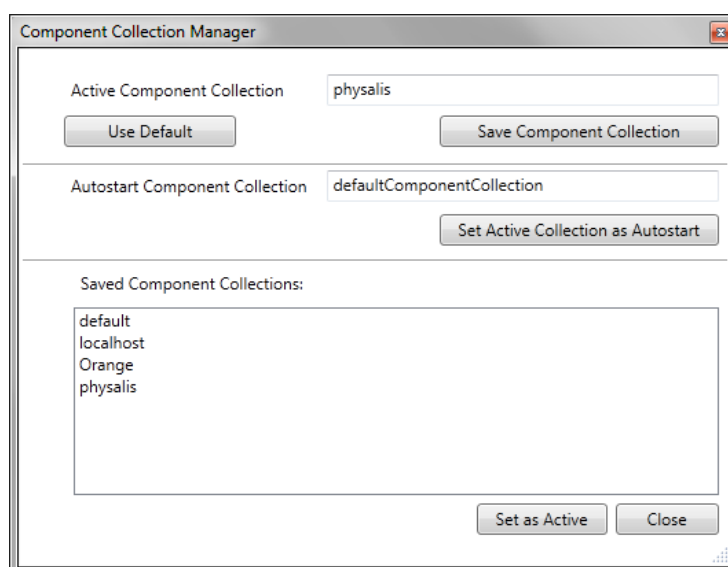 Component Collection Manager
Active Component Collection physalis
Use Default Save Component Collection
Autostart Component Collection defaultComponentCollection
Set Active Collection as Autostart
Saved Component Collections:
default
localhost
Orange
physalis
Set as Active Close